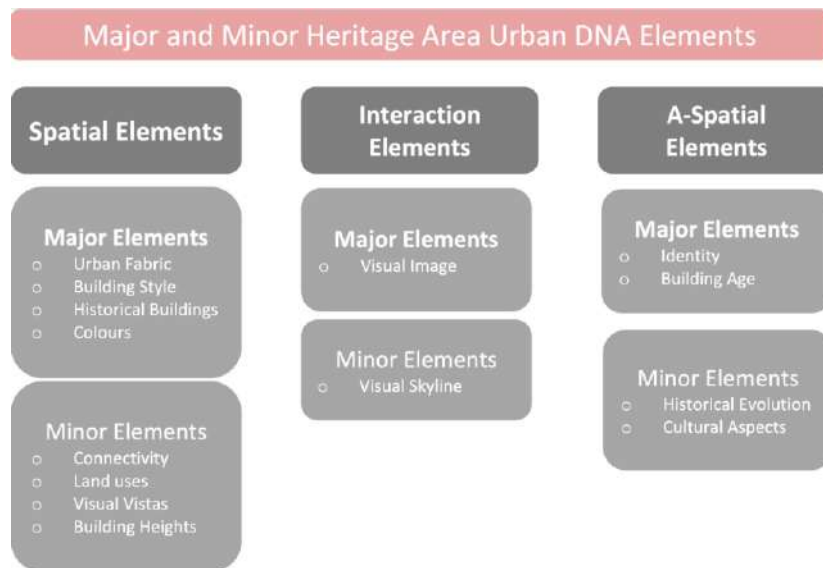 Major and Minor Heritage Area Urban DNA Elements
Spatial Elements
Major Elements
o Urban Fabric
o Building Style
o Historical Buildings
o Colours
Minor Elements
o Connectivity
o Land uses
o Visual Vistas
o Building Heights
Interaction
Elements
Major Elements
o Visual Image
Minor Elements
o Visual Skyline
A-Spatial
Elements
Major Elements
o Identity
o Building Age
Minor Elements
o Historical Evolution
o Cultural Aspects